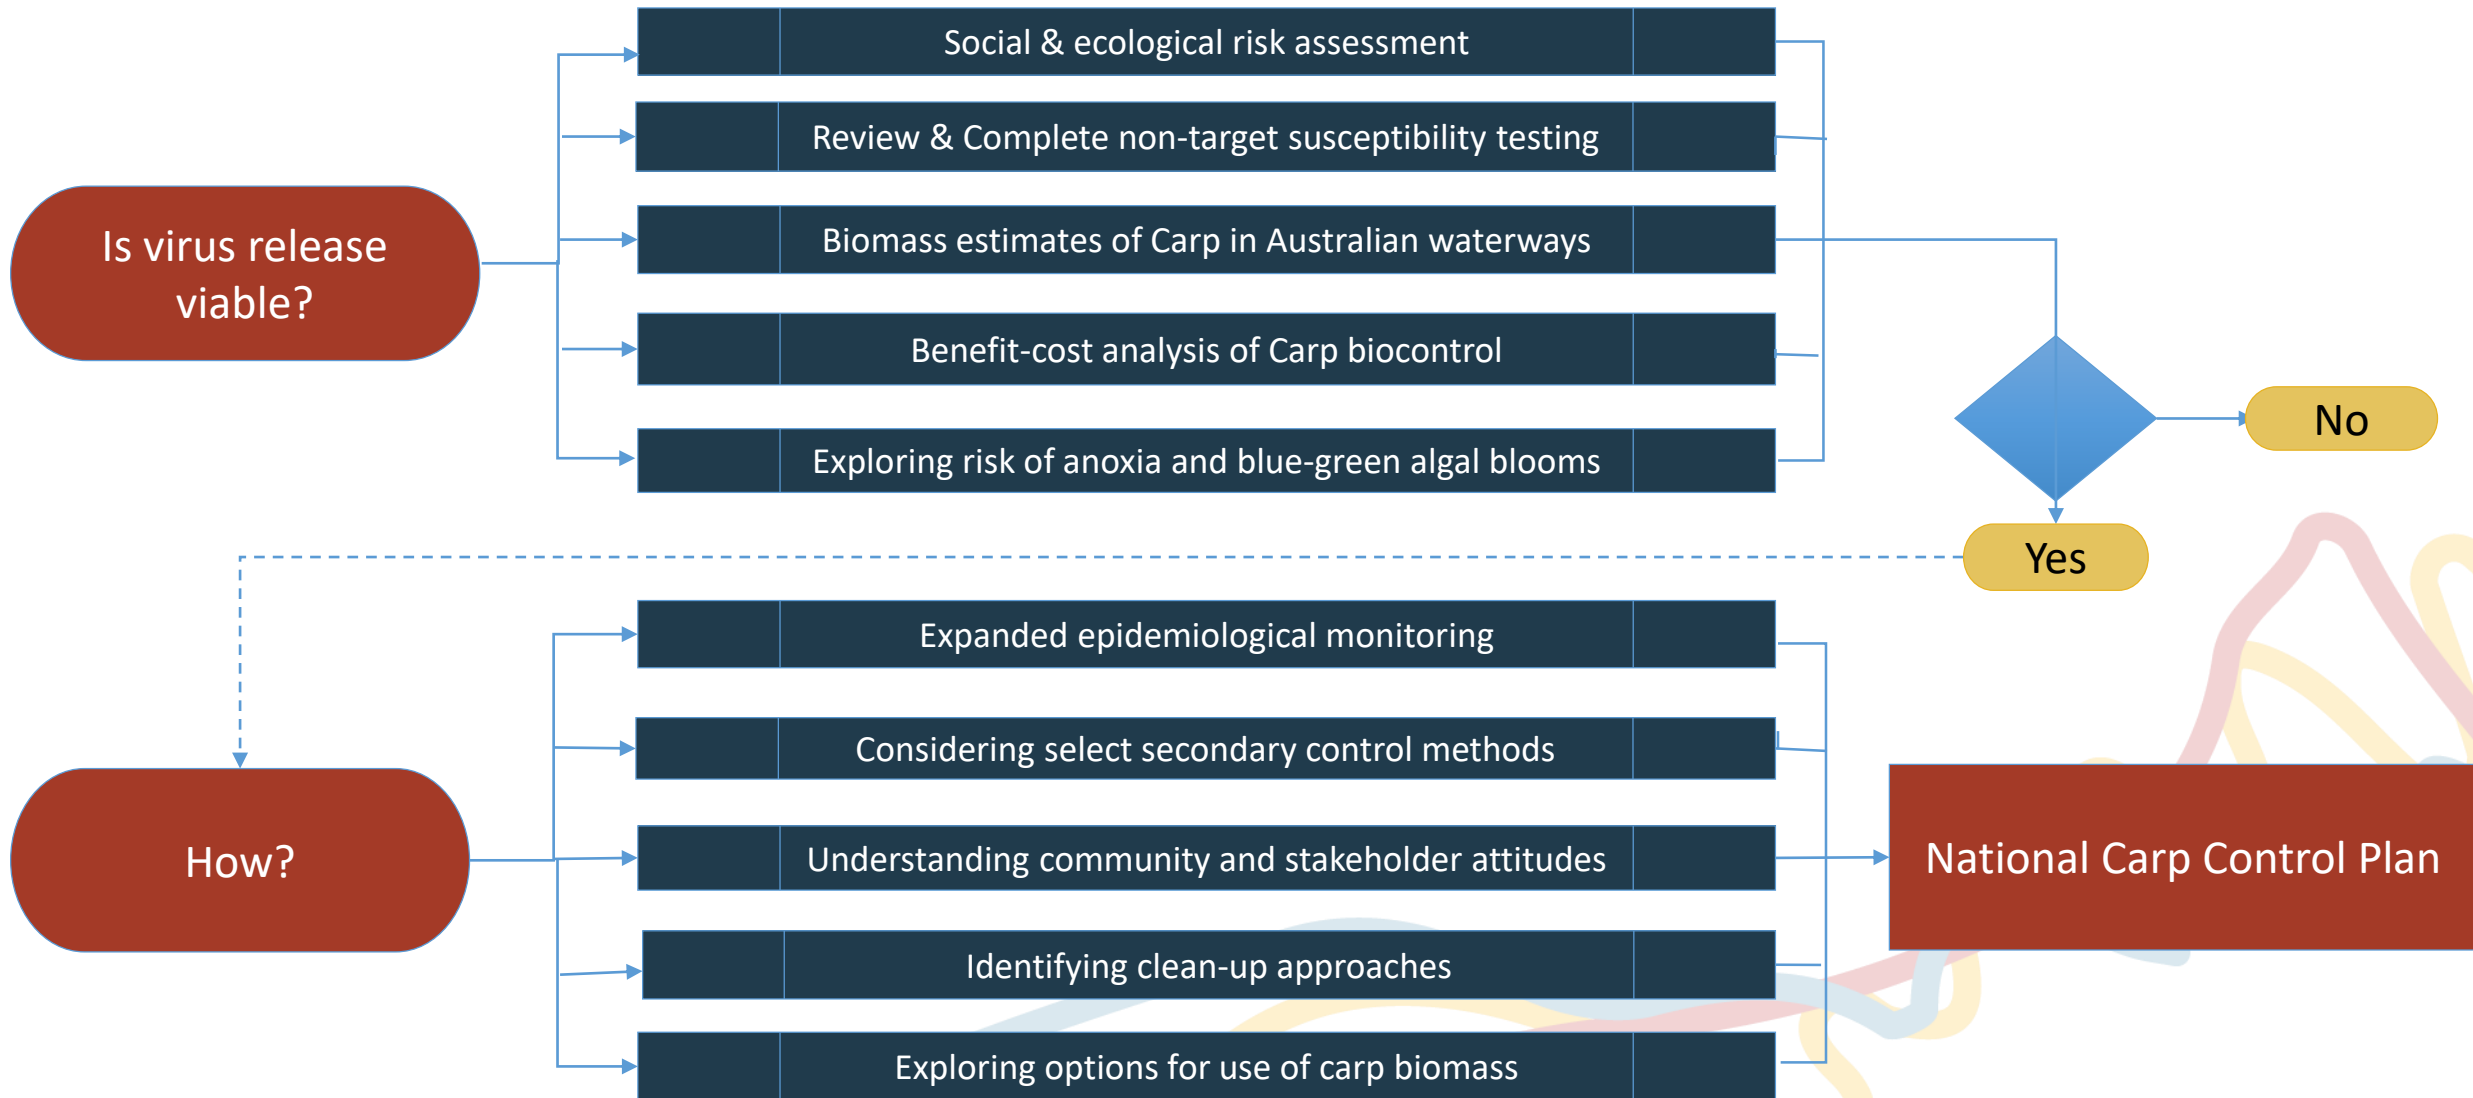 Social & ecological risk assessment
Review & Complete non-target susceptibility testing
Is virus release
viable?
Biomass estimates of Carp in Australian waterways
Benefit-cost analysis of Carp biocontrol
Exploring risk of anoxia and blue-green algal blooms
No
Yes
Expanded epidemiological monitoring
Considering select secondary control methods
How?
Understanding community and stakeholder attitudes
Identifying clean-up approaches
Exploring options for use of carp biomass
National Carp Control Plan